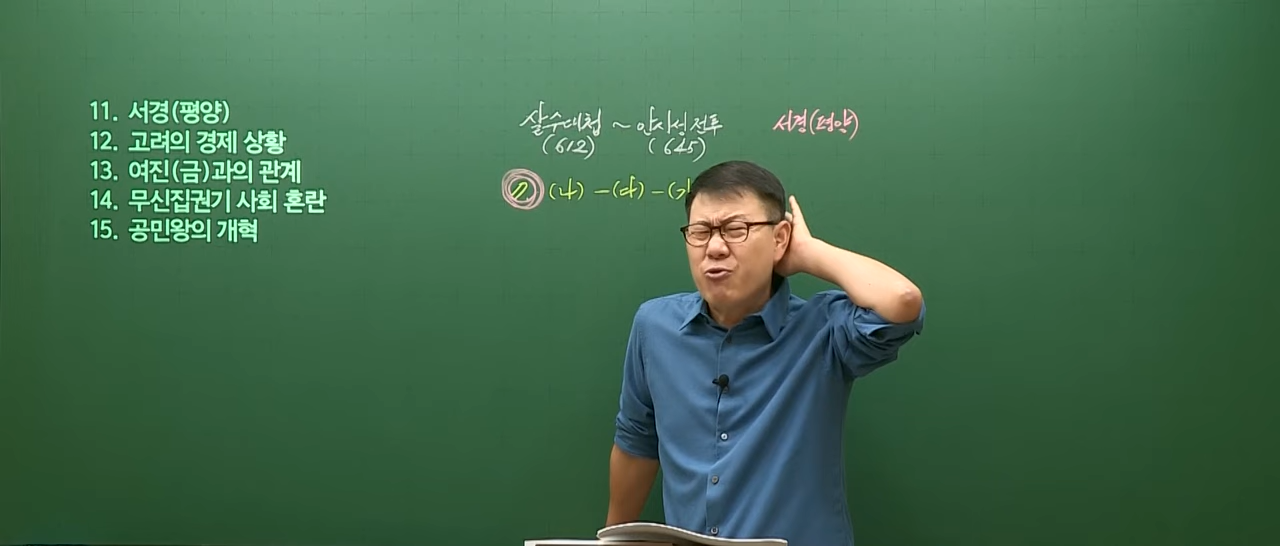 11. 서경(평양)
12. 고려의 경제 상황
13. 여진(금)과의 관계
14. 무신집권기 사회 혼란
15. 공민왕의 개혁
살수대첩 ~ 안시성전투 서경(평양)
(612) (645)
(나) - (다) - (가